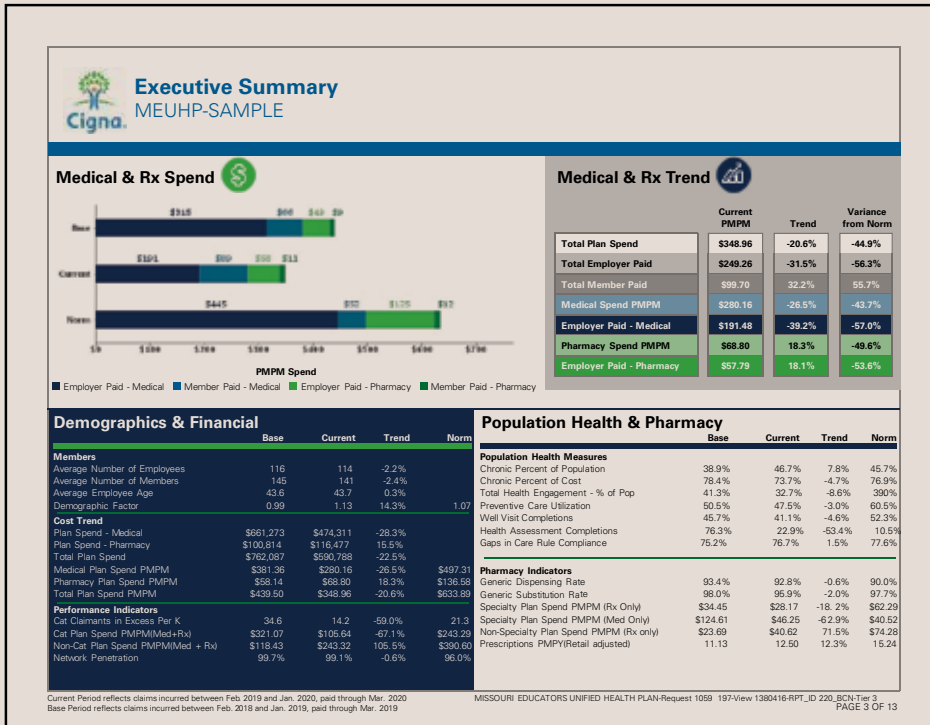 Cigna.
Executive Summary
MEUHP-SAMPLE
Medical & Rx Spend
$315 $66 $49 $9
Base
$191 $89 $58 $11
Current
$445 $52 $125 $12
Norm
$0 $100 $200 $300 $400 $500 $600 $700
PMPM Spend
Employer Paid - Medical Member Paid - Medical Employer Paid - Pharmacy Member Paid - Pharmacy
Medical & Rx Trend
Current PMPM Trend Variance from Norm
Total Plan Spend $348.96 -20.6% -44.9%
Total Employer Paid $249.26 -31.5% -56.3%
Total Member Paid $99.70 32.2% 55.7%
Medical Spend PMPM $280.16 -26.5% -43.7%
Employer Paid - Medical $191.48 -39.2% -57.0%
Pharmacy Spend PMPM $68.80 18.3% -49.6%
Employer Paid - Pharmacy $57.79 18.1% -53.6%
Demographics & Financial
Base Current Trend Norm
Members
Average Number of Employees 116 114 -2.2%
Average Number of Members 145 141 -2.4%
Average Employee Age 43.6 43.7 0.3%
Demographic Factor 0.99 1.13 14.3% 1.07
Cost Trend
Plan Spend - Medical $661,273 $474,311 -28.3%
Plan Spend - Pharmacy $100,814 $116,477 15.5%
Total Plan Spend $762,087 $590,788 -22.5%
Medical Plan Spend PMPM $381.36 $280.16 -26.5% $497.31
Pharmacy Plan Spend PMPM $58.14 $68.80 18.3% $136.58
Total Plan Spend PMPM $439.50 $348.96 -20.6% $633.89
Performance Indicators
Cat Claimants in Excess Per K 34.6 14.2 -59.0% 21.3
Cat Plan Spend PMPM(Med+Rx) $321.07 $105.64 -67.1% $243.29
Non-Cat Plan Spend PMPM(Med + Rx) $118.43 $243.32 105.5% $390.60
Network Penetration 99.7% 99.1% -0.6% 96.0%
Population Health & Pharmacy
Base Current Trend Norm
Population Health Measures
Chronic Percent of Population 38.9% 46.7% 7.8% 45.7%
Chronic Percent of Population 78.4% 73.7% -4.7% 76.9%
Total Health Engagement - % of Pop 41.3% 32.7% -8.6% 390%
Preventive Care Utilization 50.5% 47.5% -3.0% 60.5%
Well Visit Completions 45.7% 41.1% -4.6% 52.3%
Health Assessment Completions 76.3% 22.9% -53.4% 10.5%
Gaps in Care Rule Compliance 75.2% 76.7% 1.5% 77.6%
Pharmacy Indicators
Generic Dispensing Rate 93.4% 92.8% -0.6% 90.0%
Generic Substitution Rate 98.0% 95.9% -2.0% 97.7%
Specialty Plan Spend PMPM (Rx Only) $34.45 $28.17 -18. 2% $62.29
Specialty Plan Spend PMPM (Med Only) $124.61 $46.25 -62.9% $40.52
Non-Specialty Plan Spend PMPM (Rx only) $23.69 $40.62 71.5% $74.28
Prescriptions PMPY(Retail adjusted) 11.13 12.50 12.3% 15.24
Current Period reflects claims incurred between Feb. 2019 and Jan. 2020, paid through Mar. 2020
Base Period reflects claims incurred between Feb. 2018 and Jan. 2019, paid through Mar. 2019
MISSOURI EDUCATORS UNIFIED HEALTH PLAN-Request 1059 197-View 1380416-RPT_ID 220_BCN-Tier 3
PAGE 3 OF 13